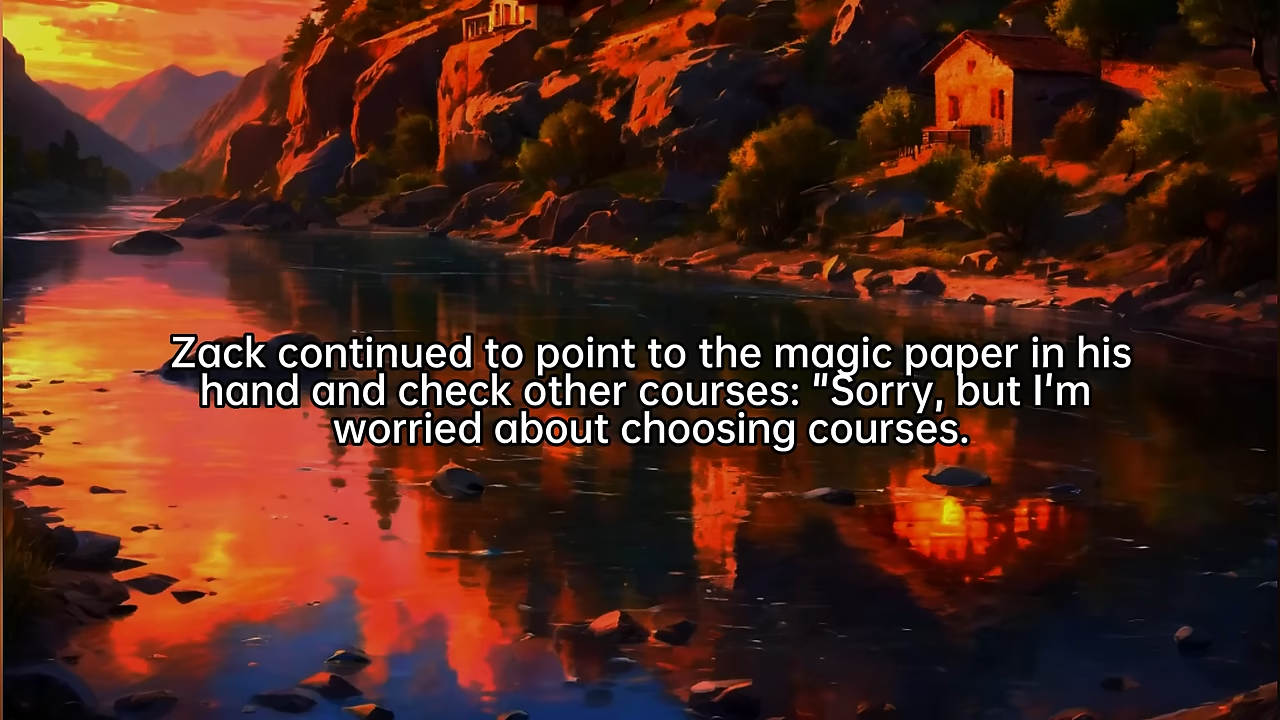 Zack continued to point to the magic paper in his
hand and check other courses: "Sorry, but I'm
worried about choosing courses.